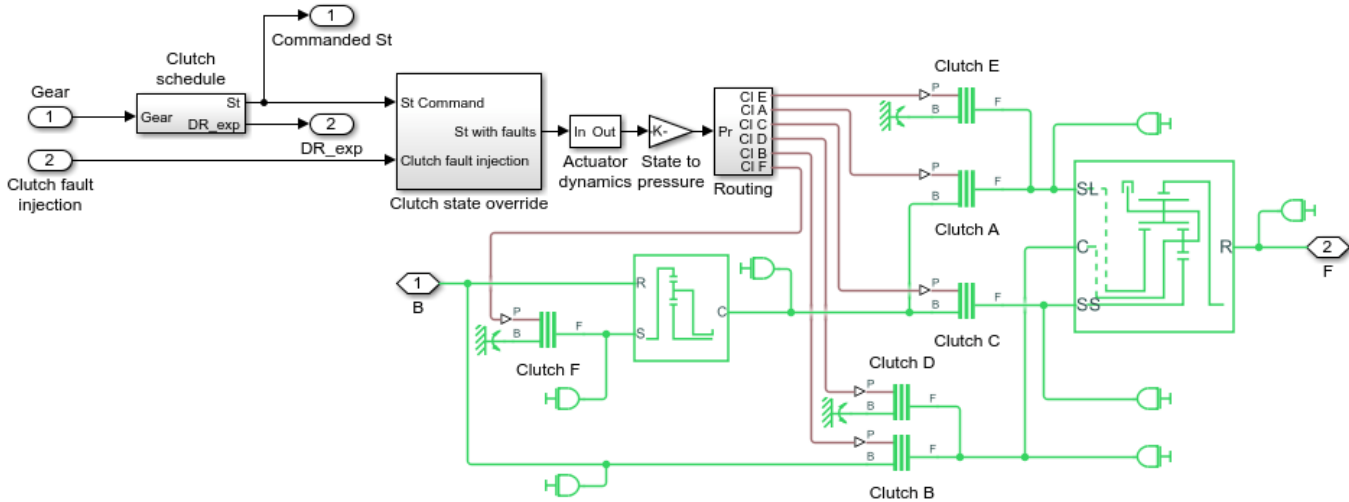 1
Commanded St
Clutch
schedule
Gear
1
Gear
St
DR_exp
2
DR_exp
2
Clutch fault
injection
St Command
St with faults
Clutch fault injection
Clutch state override
In Out
Actuator
dynamics
-K-
State to
pressure
Pr
Cl E
Cl A
Cl C
Cl D
Cl B
Cl F
Routing
Clutch E
P
B
F
P
B
F
Clutch A
P
B
F
Clutch C
SL
C
SS
R
2
F
1
B
R
S
C
P
B
F
Clutch F
Clutch D
P
B
F
P
B
F
Clutch B